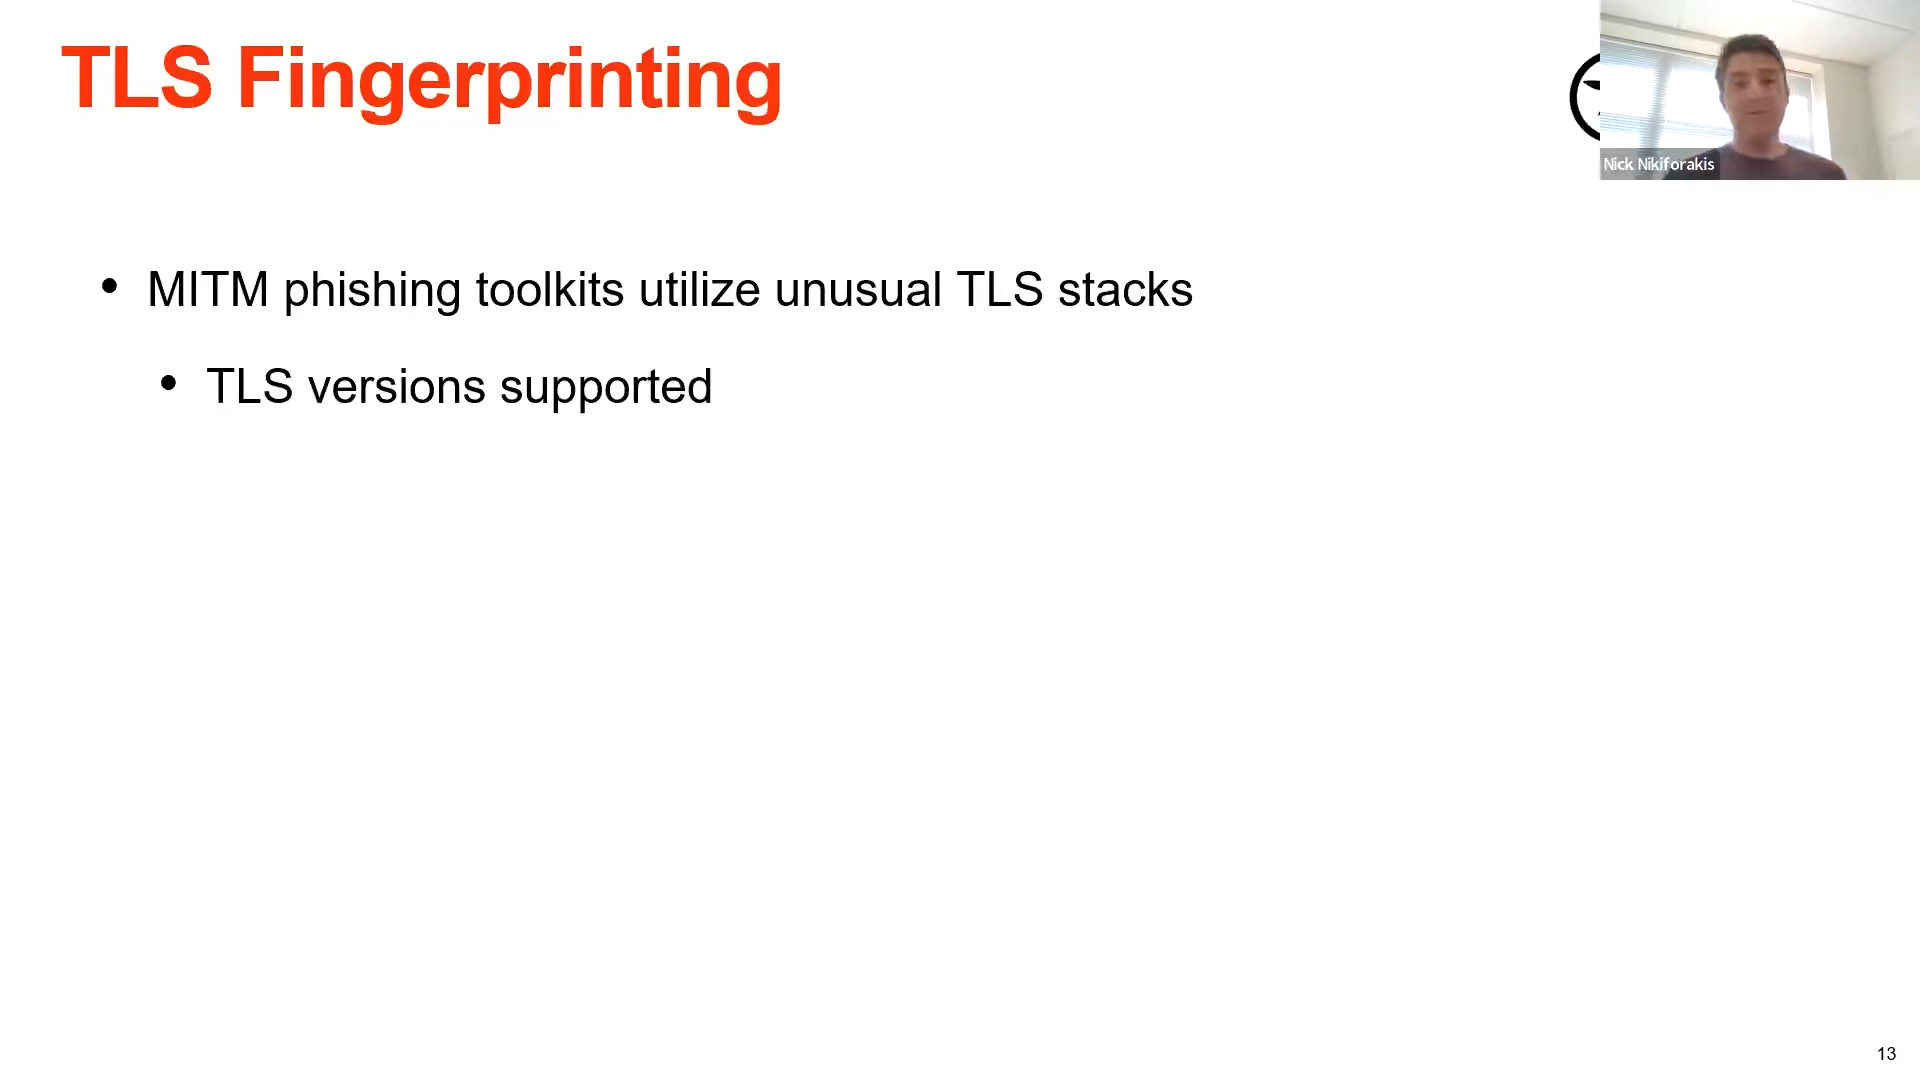 TLS Fingerprinting
Nick Nikiforakis
• MITM phishing toolkits utilize unusual TLS stacks
• TLS versions supported
13